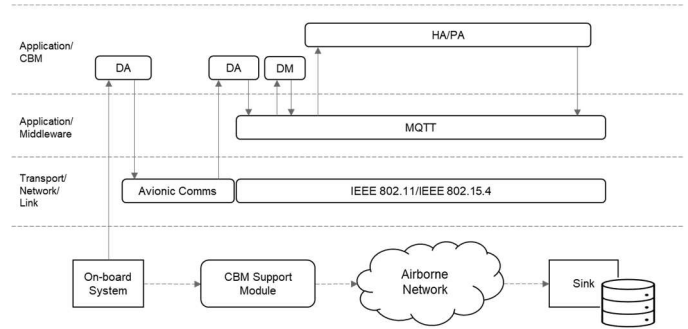 Application/
CBM
HA/PA
DA
DA
DM
Application/
Middleware
MQTT
Transport/
Network/
Link
Avionic Comms
IEEE 802.11/IEEE 802.15.4
On-board
System
CBM Support
Module
Airborne
Network
Sink